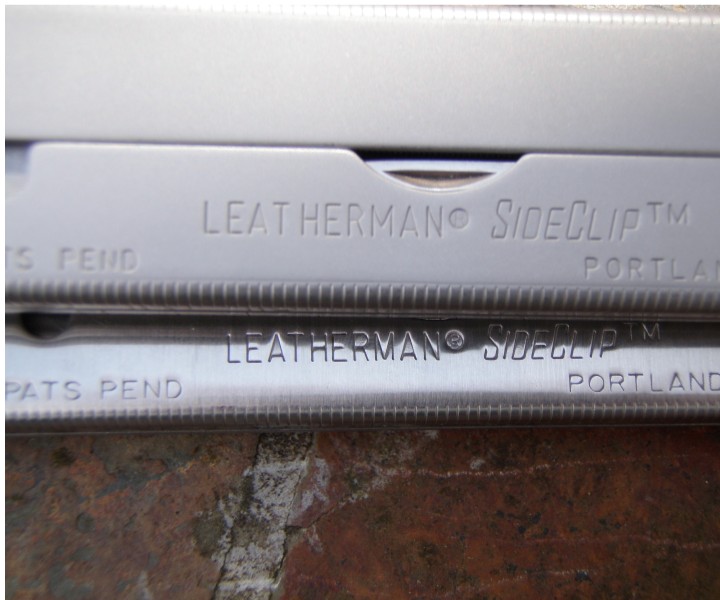 LEATHERMAN® SIDECLIP™
TS PEND PORTLAN
LEATHERMAN® SIDECLIP™
PATS PEND PORTLAND